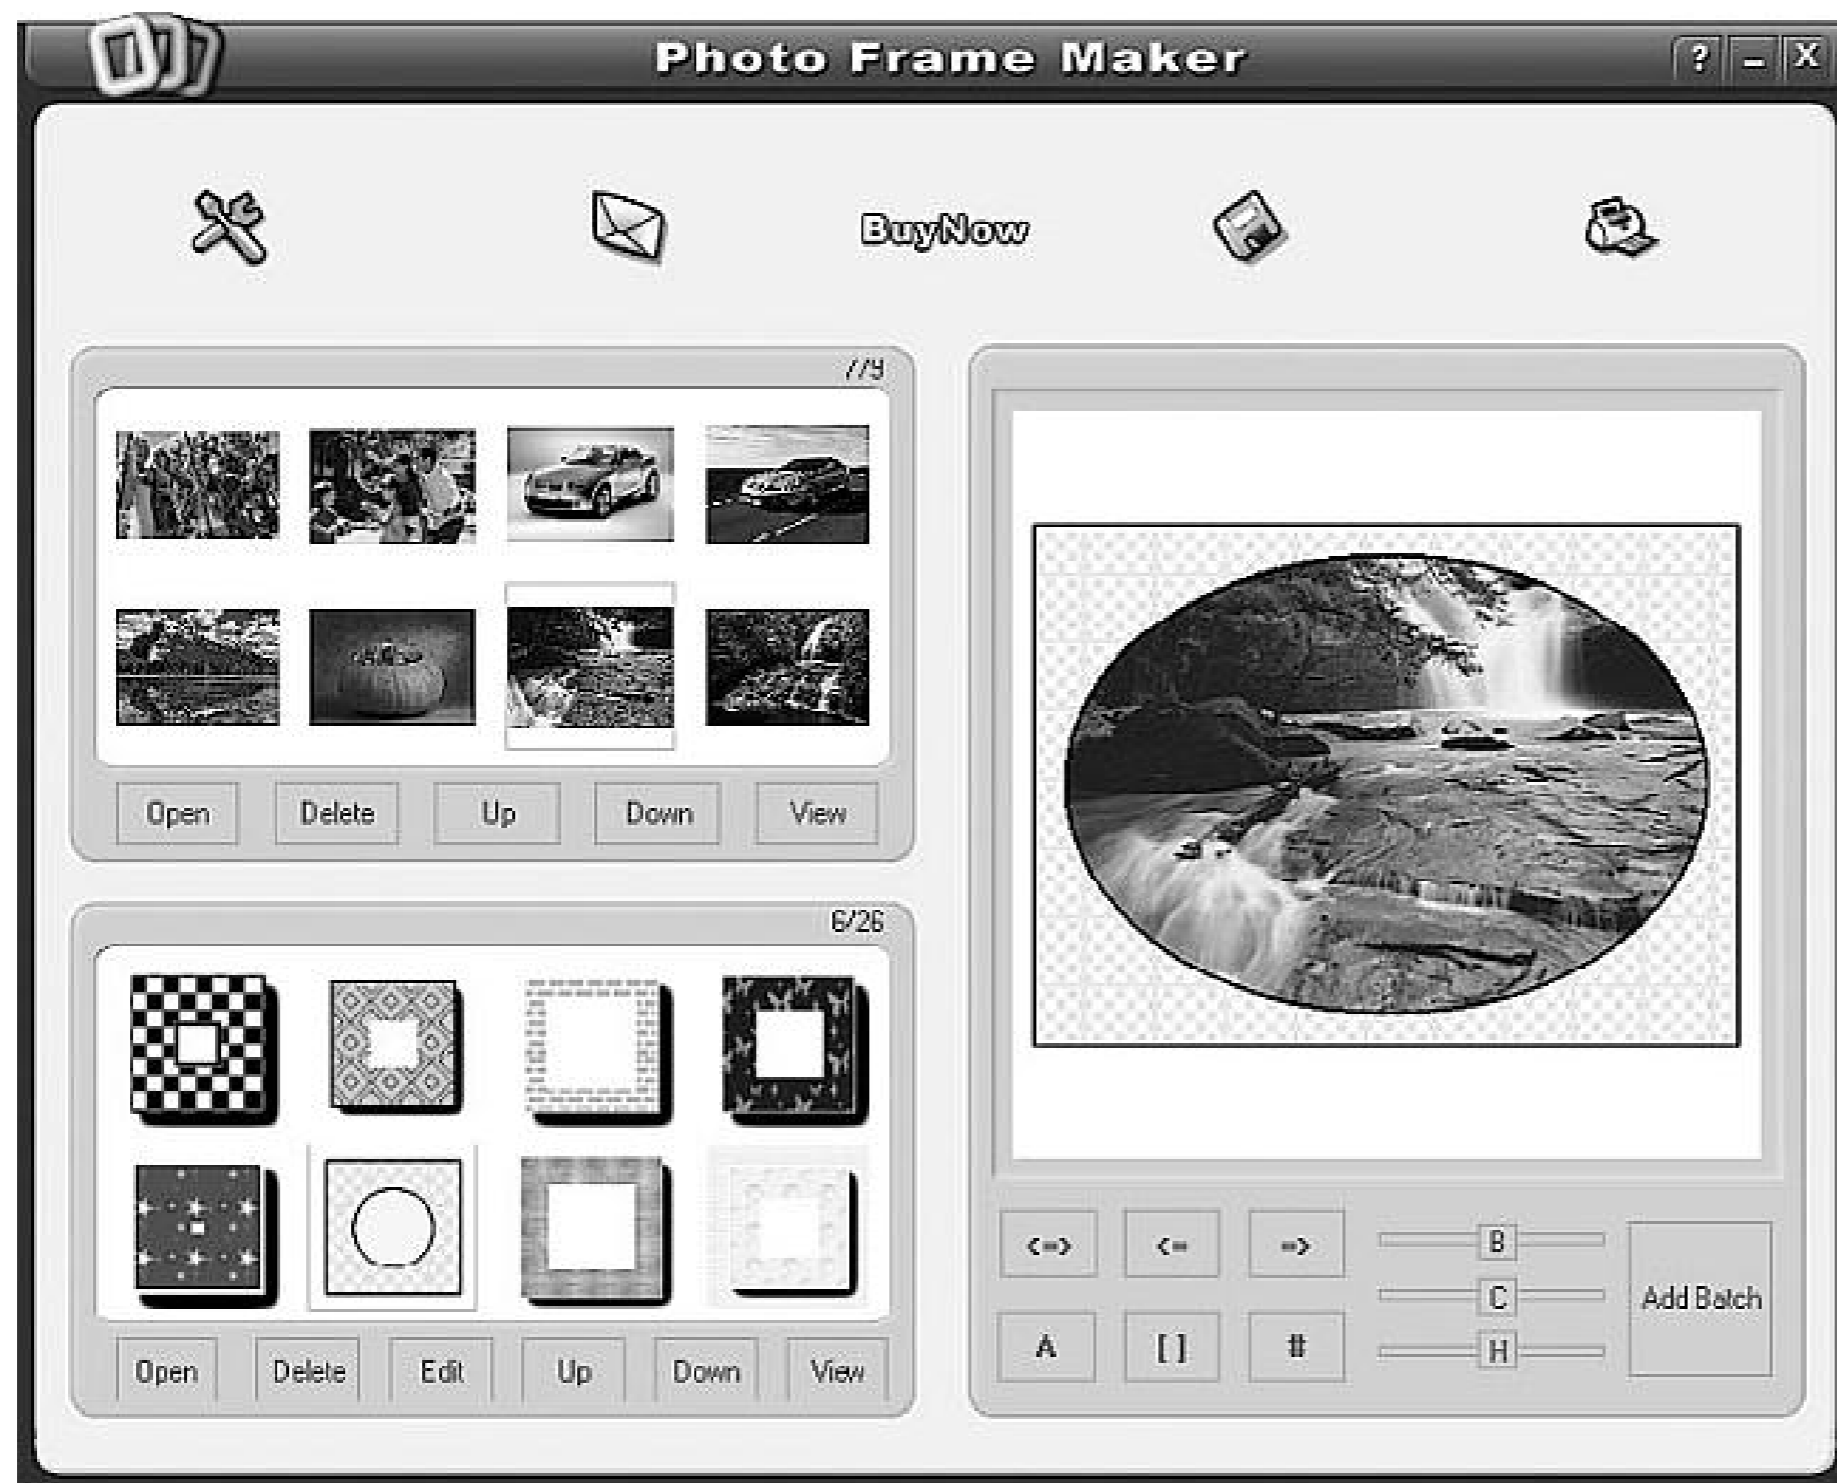 Photo Frame Maker
? – X
BuyNow
7/9
Open Delete Up Down View
6/26
Open Delete Edit Up Down View
<=> <= => B
C
Add Batch
A [ ] # H